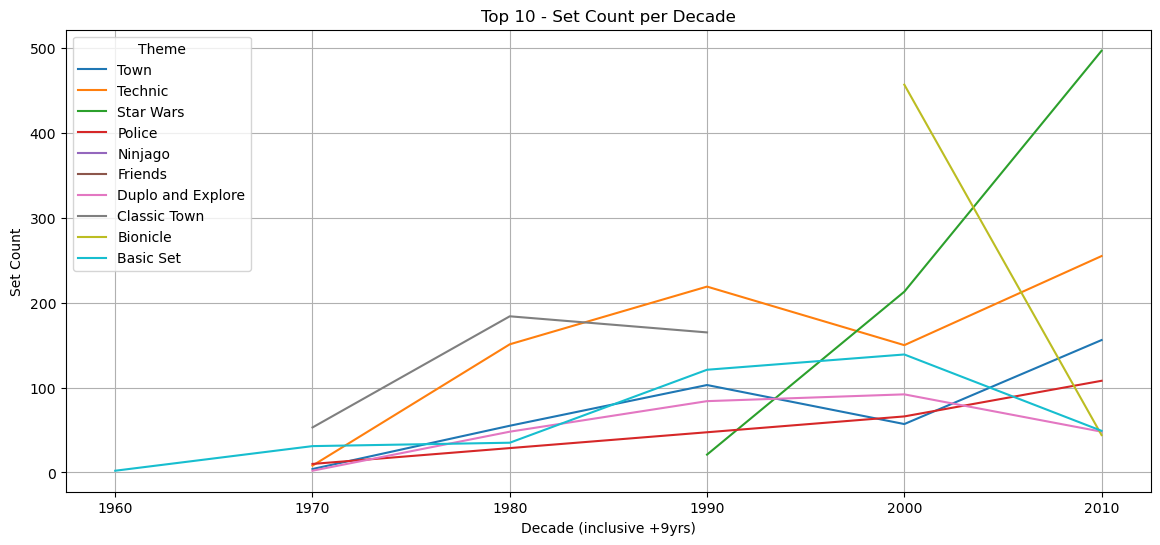 Top 10 - Set Count per Decade
Theme
Town
Technic
Star Wars
Police
Ninjago
Friends
Duplo and Explore
Classic Town
Bionicle
Basic Set
500
400
300
200
100
0
Set Count
1960 1970 1980 1990 2000 2010
Decade (inclusive +9yrs)